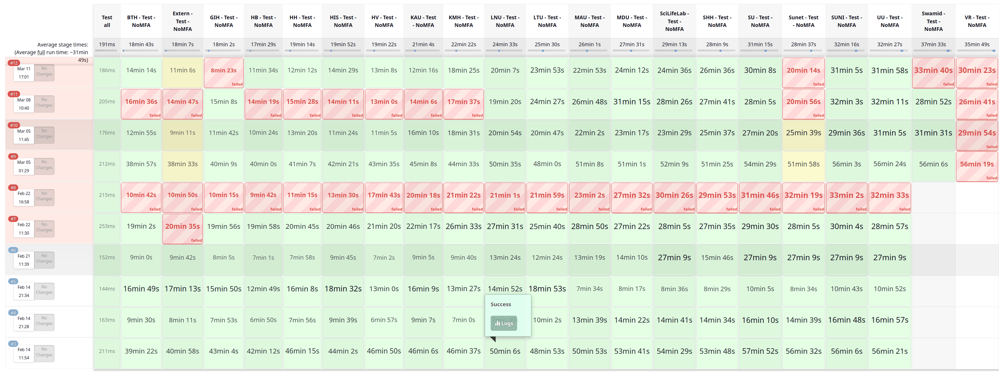 Test all
BTH - Test - NoMFA
Extern - Test - NoMFA
GIH - Test - NoMFA
HB - Test - NoMFA
HH - Test - NoMFA
HIS - Test - NoMFA
HV - Test - NoMFA
KAU - Test - NoMFA
KMH - Test - NoMFA
LNU - Test - NoMFA
LTU - Test - NoMFA
MAU - Test - NoMFA
MDU - Test - NoMFA
SciLifeLab - Test - NoMFA
SHH - Test - NoMFA
SU - Test - NoMFA
Sunet - Test - NoMFA
SUNI - Test - NoMFA
UU - Test - NoMFA
Swamid - Test - NoMFA
VR - Test - NoMFA
Average stage times:
(Average full run time: ~31min
49s)
191ms 18min 43s 18min 7s 18min 2s 17min 29s 19min 14s 19min 52s 19min 22s 21min 4s 22min 22s 24min 33s 25min 30s 26min 1s 27min 31s 29min 13s 28min 9s 31min 15s 28min 37s 32min 16s 32min 27s 37min 33s 35min 49s
#12
Mar 11
17:01
No
Changes
186ms 14min 14s 11min 6s 8min 23s 11min 34s 12min 12s 14min 29s 13min 8s 12min 16s 18min 25s 20min 7s 23min 53s 22min 53s 24min 12s 24min 36s 26min 36s 30min 8s 20min 14s 31min 5s 31min 58s 33min 40s 30min 23s
failed failed failed failed
#11
Mar 08
10:40
No
Changes
205ms 16min 36s 14min 47s 15min 8s 14min 19s 15min 28s 14min 11s 13min 0s 14min 6s 17min 37s 19min 20s 24min 27s 26min 48s 31min 15s 28min 26s 27min 41s 28min 5s 20min 56s 32min 3s 32min 11s 28min 52s 26min 41s
failed failed failed failed failed failed failed failed failed failed
#10
Mar 05
11:45
No
Changes
176ms 12min 55s 9min 11s 11min 42s 10min 24s 13min 20s 11min 24s 11min 5s 16min 10s 18min 31s 20min 54s 20min 47s 22min 2s 23min 17s 23min 29s 25min 37s 27min 20s 25min 39s 29min 36s 31min 5s 31min 31s 29min 54s
failed
#9
Mar 05
01:29
No
Changes
212ms 38min 57s 38min 33s 40min 9s 40min 0s 41min 7s 42min 21s 43min 35s 45min 8s 44min 33s 50min 35s 48min 0s 51min 8s 51min 1s 52min 9s 51min 25s 54min 29s 51min 58s 56min 3s 56min 24s 56min 6s 56min 19s
failed
#8
Feb 22
16:58
No
Changes
215ms 10min 42s 10min 50s 10min 15s 9min 42s 11min 15s 13min 30s 17min 43s 20min 18s 21min 22s 21min 1s 21min 59s 23min 2s 27min 32s 30min 26s 29min 53s 31min 46s 32min 19s 33min 2s 32min 33s
failed failed failed failed failed failed failed failed failed failed failed failed failed failed failed failed failed failed failed
#7
Feb 22
11:30
No
Changes
253ms 19min 2s 20min 35s 19min 56s 19min 58s 20min 45s 20min 46s 21min 20s 22min 17s 26min 33s 27min 31s 25min 40s 28min 50s 27min 22s 28min 5s 27min 35s 29min 30s 28min 5s 30min 4s 28min 57s
failed
#6
Feb 21
11:39
No
Changes
152ms 9min 0s 9min 42s 8min 5s 7min 1s 7min 58s 9min 45s 7min 2s 9min 5s 9min 40s 13min 24s 12min 24s 13min 19s 14min 10s 27min 9s 15min 46s 27min 9s 27min 9s 27min 9s 27min 9s
#5
Feb 14
21:34
No
Changes
144ms 16min 49s 17min 13s 15min 50s 12min 49s 16min 8s 18min 32s 13min 0s 16min 9s 13min 27s 14min 52s 18min 53s 7min 34s 8min 17s 8min 36s 8min 29s 10min 5s 8min 34s 10min 43s 10min 52s
Success
Logs
#4
Feb 14
21:28
No
Changes
163ms 9min 30s 8min 11s 7min 53s 6min 50s 7min 56s 9min 39s 6min 57s 9min 7s 7min 0s 10min 2s 13min 39s 14min 22s 14min 41s 14min 34s 16min 10s 14min 39s 16min 48s 16min 57s
#3
Feb 14
11:54
No
Changes
211ms 39min 22s 40min 58s 43min 4s 42min 12s 46min 15s 44min 2s 46min 50s 46min 6s 46min 37s 50min 6s 48min 53s 50min 53s 53min 41s 54min 29s 53min 48s 57min 52s 56min 32s 56min 6s 56min 21s